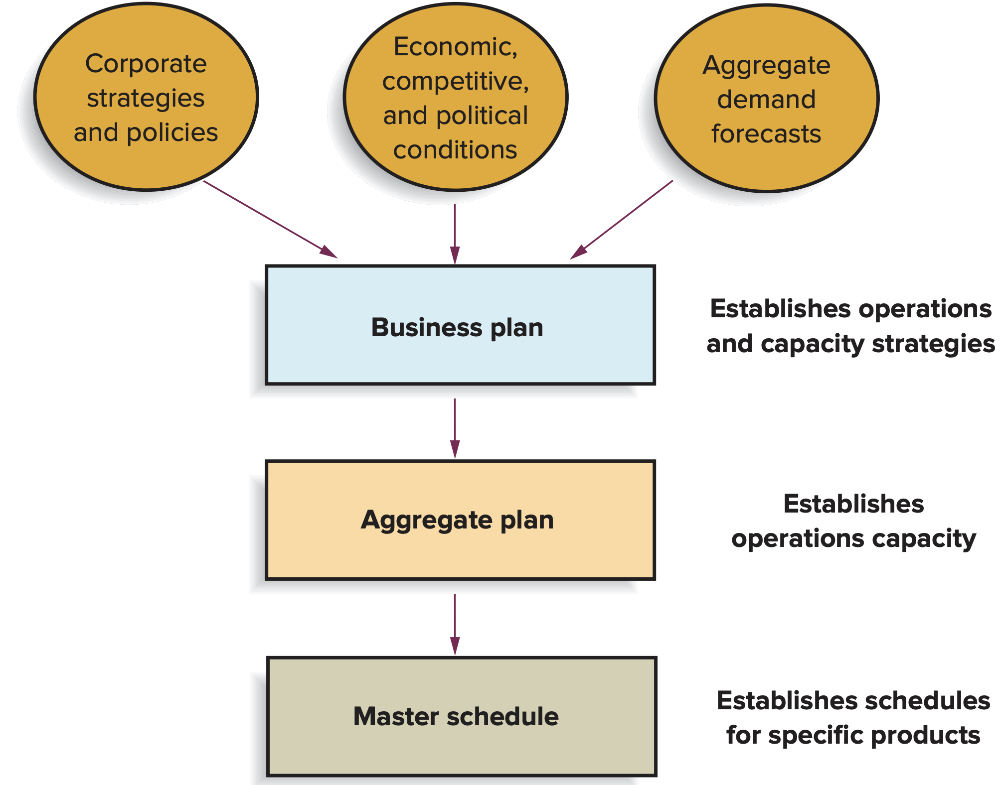 Corporate
strategies
and policies
Economic,
competitive,
and political
conditions
Aggregate
demand
forecasts
Business plan
Establishes operations
and capacity strategies
Aggregate plan
Establishes
operations capacity
Master schedule
Establishes schedules
for specific products